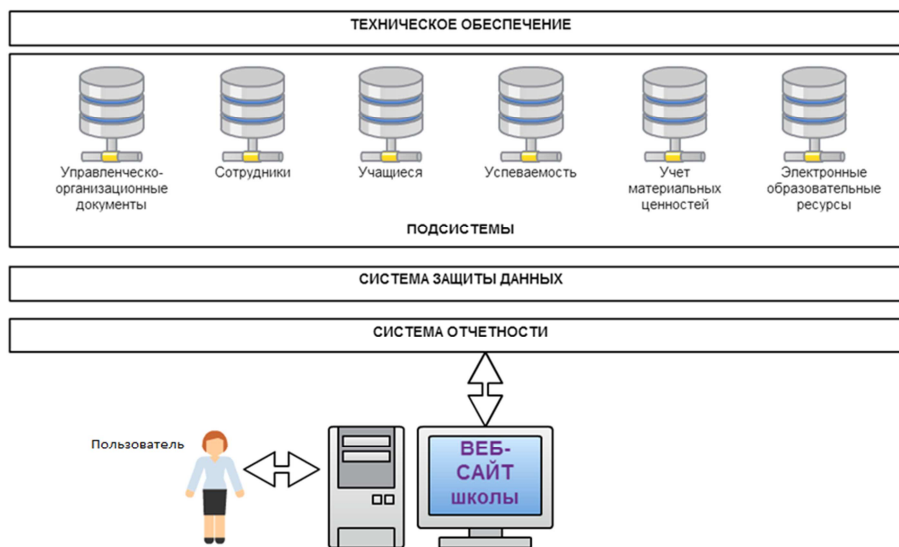 ТЕХНИЧЕСКОЕ ОБЕСПЕЧЕНИЕ
Управленческо-
организационные
документы
Сотрудники
Учащиеся
Успеваемость
Учет
материальных
ценностей
Электронные
образовательные
ресурсы
ПОДСИСТЕМЫ
СИСТЕМА ЗАЩИТЫ ДАННЫХ
СИСТЕМА ОТЧЕТНОСТИ
Пользователь
ВЕБ-
САЙТ
ШКОЛЫ